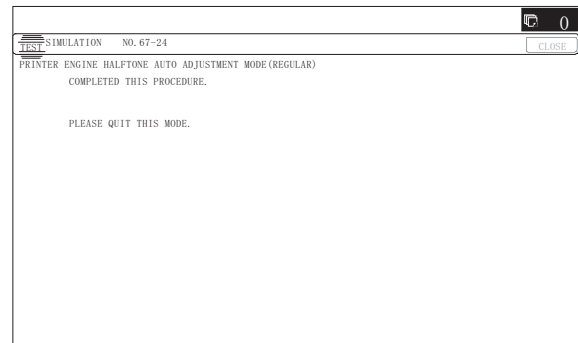 0
TEST SIMULATION NO.67-24 CLOSE
PRINTER ENGINE HALFTONE AUTO ADJUSTMENT MODE(REGULAR)
COMPLETED THIS PROCEDURE.
PLEASE QUIT THIS MODE.